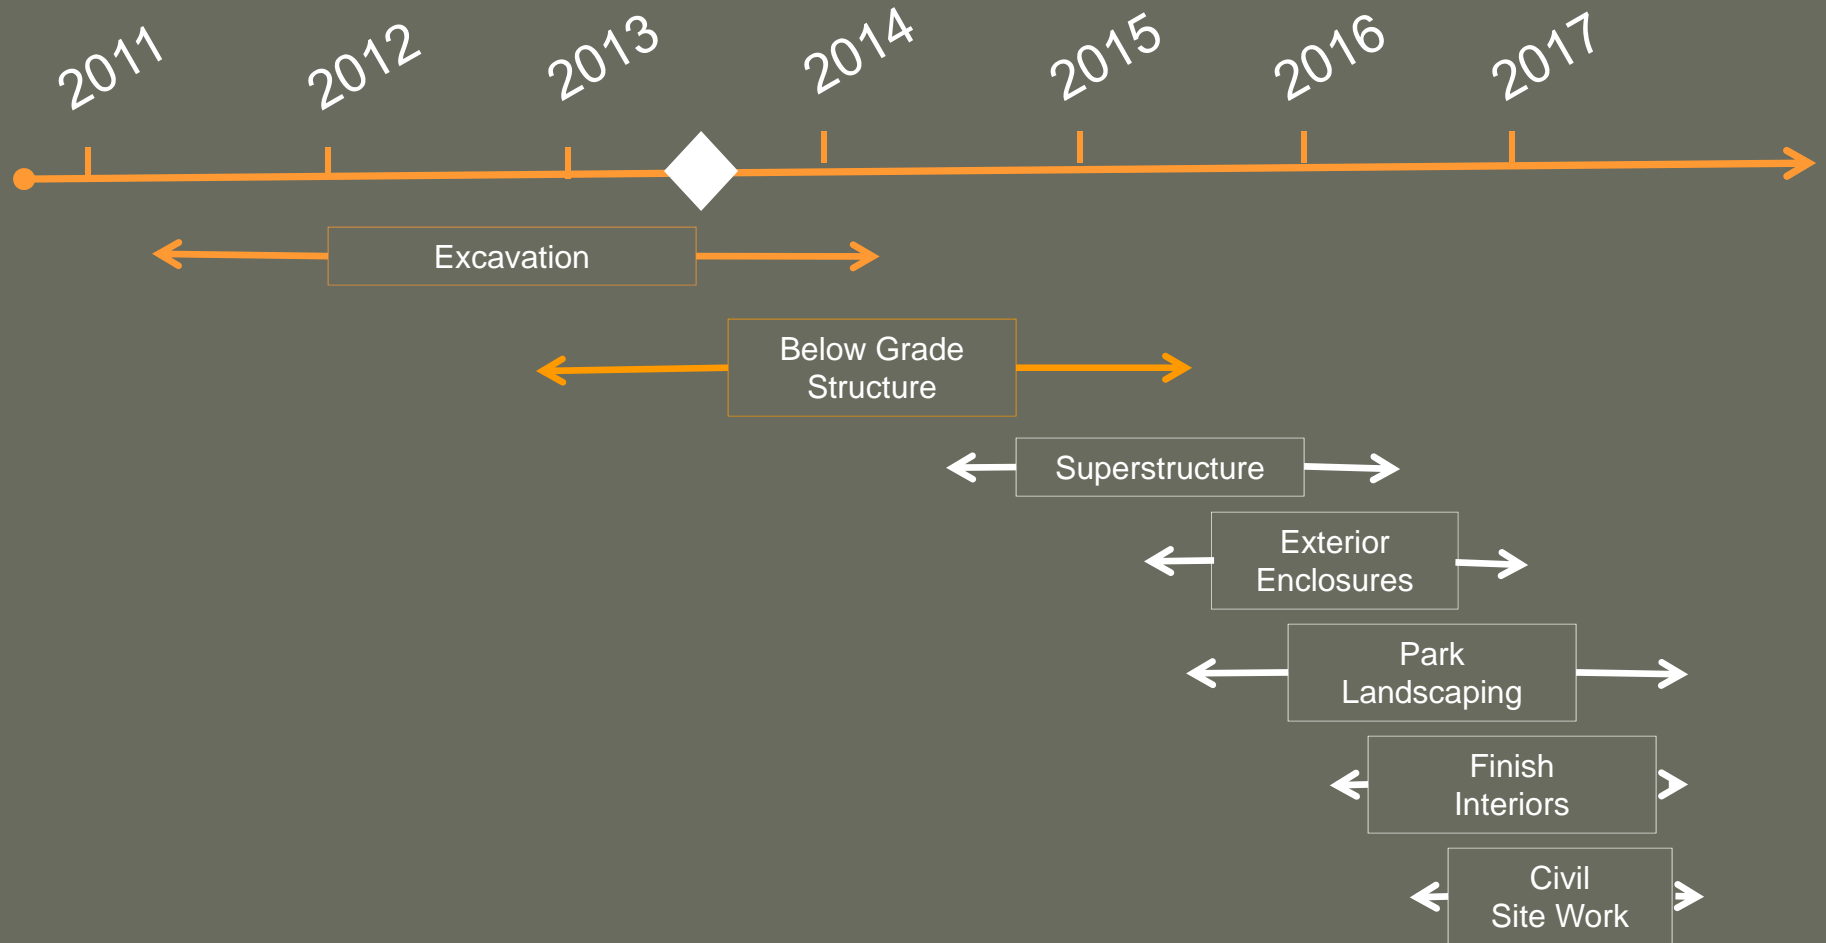 2011
2012
2013
2014
2015
2016
2017
Excavation
Below Grade
Structure
Superstructure
Exterior
Enclosures
Park
Landscaping
Finish
Interiors
Civil
Site Work